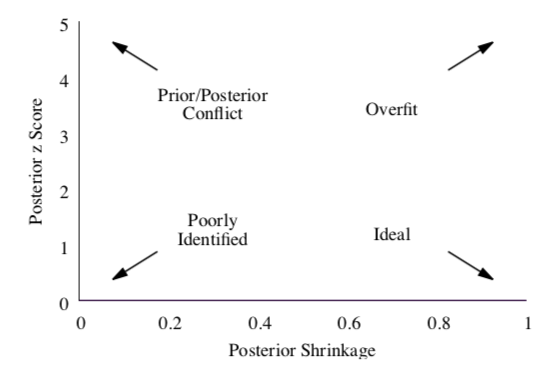 5
4
Prior/Posterior
Conflict
Overfit
3
Posterior z Score
2
Poorly
Identified
Ideal
1
0
0 0.2 0.4 0.6 0.8 1
Posterior Shrinkage